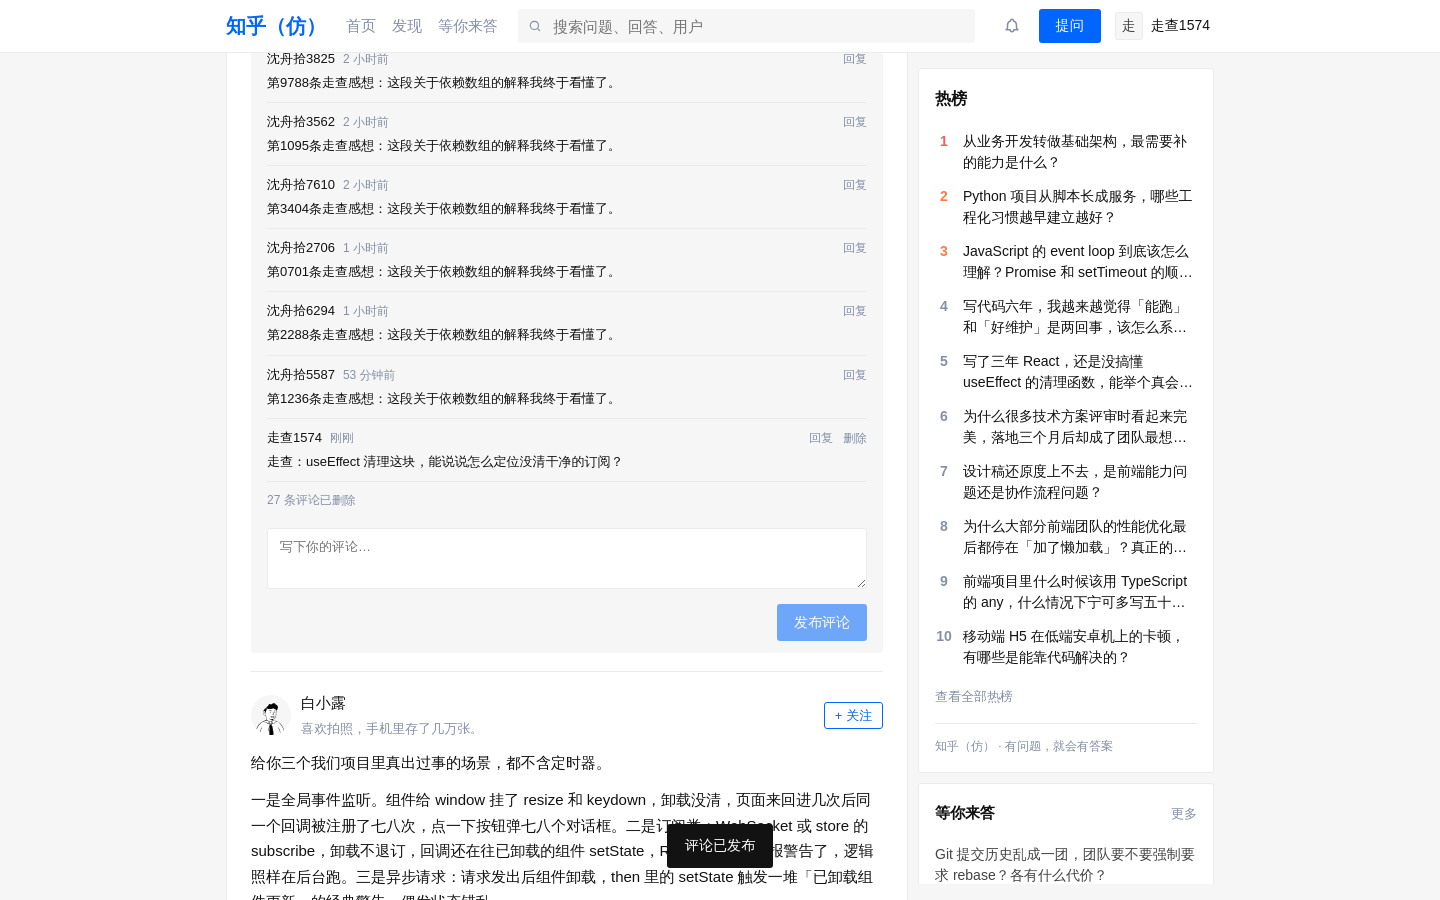 知乎（仿） 首页 发现 等你来答 搜索问题、回答、用户 提问 走 走查1574
沈舟拾3825 2 小时前 回复
第9788条走查感想：这段关于依赖数组的解释我终于看懂了。
沈舟拾3562 2 小时前 回复
第1095条走查感想：这段关于依赖数组的解释我终于看懂了。
沈舟拾7610 2 小时前 回复
第3404条走查感想：这段关于依赖数组的解释我终于看懂了。
沈舟拾2706 1 小时前 回复
第0701条走查感想：这段关于依赖数组的解释我终于看懂了。
沈舟拾6294 1 小时前 回复
第2288条走查感想：这段关于依赖数组的解释我终于看懂了。
沈舟拾5587 53 分钟前 回复
第1236条走查感想：这段关于依赖数组的解释我终于看懂了。
走查1574 刚刚 回复 删除
走查：useEffect 清理这块，能说说怎么定位没清干净的订阅？
27 条评论已删除
写下你的评论…
发布评论
白小露
喜欢拍照，手机里存了几万张。
+ 关注
给你三个我们项目里真出过事的场景，都不含定时器。
一是全局事件监听。组件给 window 挂了 resize 和 keydown，卸载没清，页面来回进几次后同
一个回调被注册了七八次，点一下按钮弹七八个对话框。二是订阅类：WebSocket 或 store 的
subscribe，卸载不退订，回调还在往已卸载的组件 setState，R 报警告了，逻辑
照样在后台跑。三是异步请求：请求发出后组件卸载，then 里的 setState 触发一堆「已卸载组
评论已发布
热榜
1 从业务开发转做基础架构，最需要补
的能力是什么？
2 Python 项目从脚本长成服务，哪些工
程化习惯越早建立越好？
3 JavaScript 的 event loop 到底该怎么
理解？Promise 和 setTimeout 的顺…
4 写代码六年，我越来越觉得「能跑」
和「好维护」是两回事，该怎么系…
5 写了三年 React，还是没搞懂
useEffect 的清理函数，能举个真会…
6 为什么很多技术方案评审时看起来完
美，落地三个月后却成了团队最想…
7 设计稿还原度上不去，是前端能力问
题还是协作流程问题？
8 为什么大部分前端团队的性能优化最
后都停在「加了懒加载」？真正的…
9 前端项目里什么时候该用 TypeScript
的 any，什么情况下宁可多写五十…
10 移动端 H5 在低端安卓机上的卡顿，
有哪些是能靠代码解决的？
查看全部热榜
知乎（仿） · 有问题，就会有答案
等你来答 更多
Git 提交历史乱成一团，团队要不要强制要
求 rebase？各有什么代价？